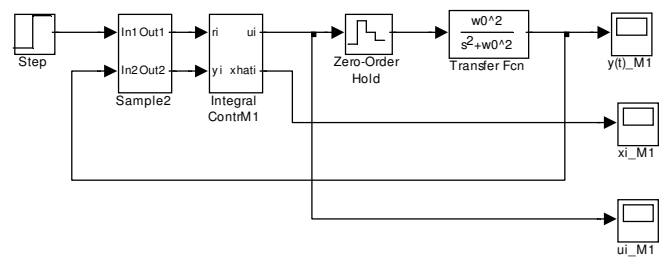 Step
In1 Out1
In2 Out2
Sample2
ri ui
yi xhati
Integral
ContrM1
Zero-Order
Hold
w0^2
s²+w0^2
Transfer Fcn
y(t)_M1
xi_M1
ui_M1